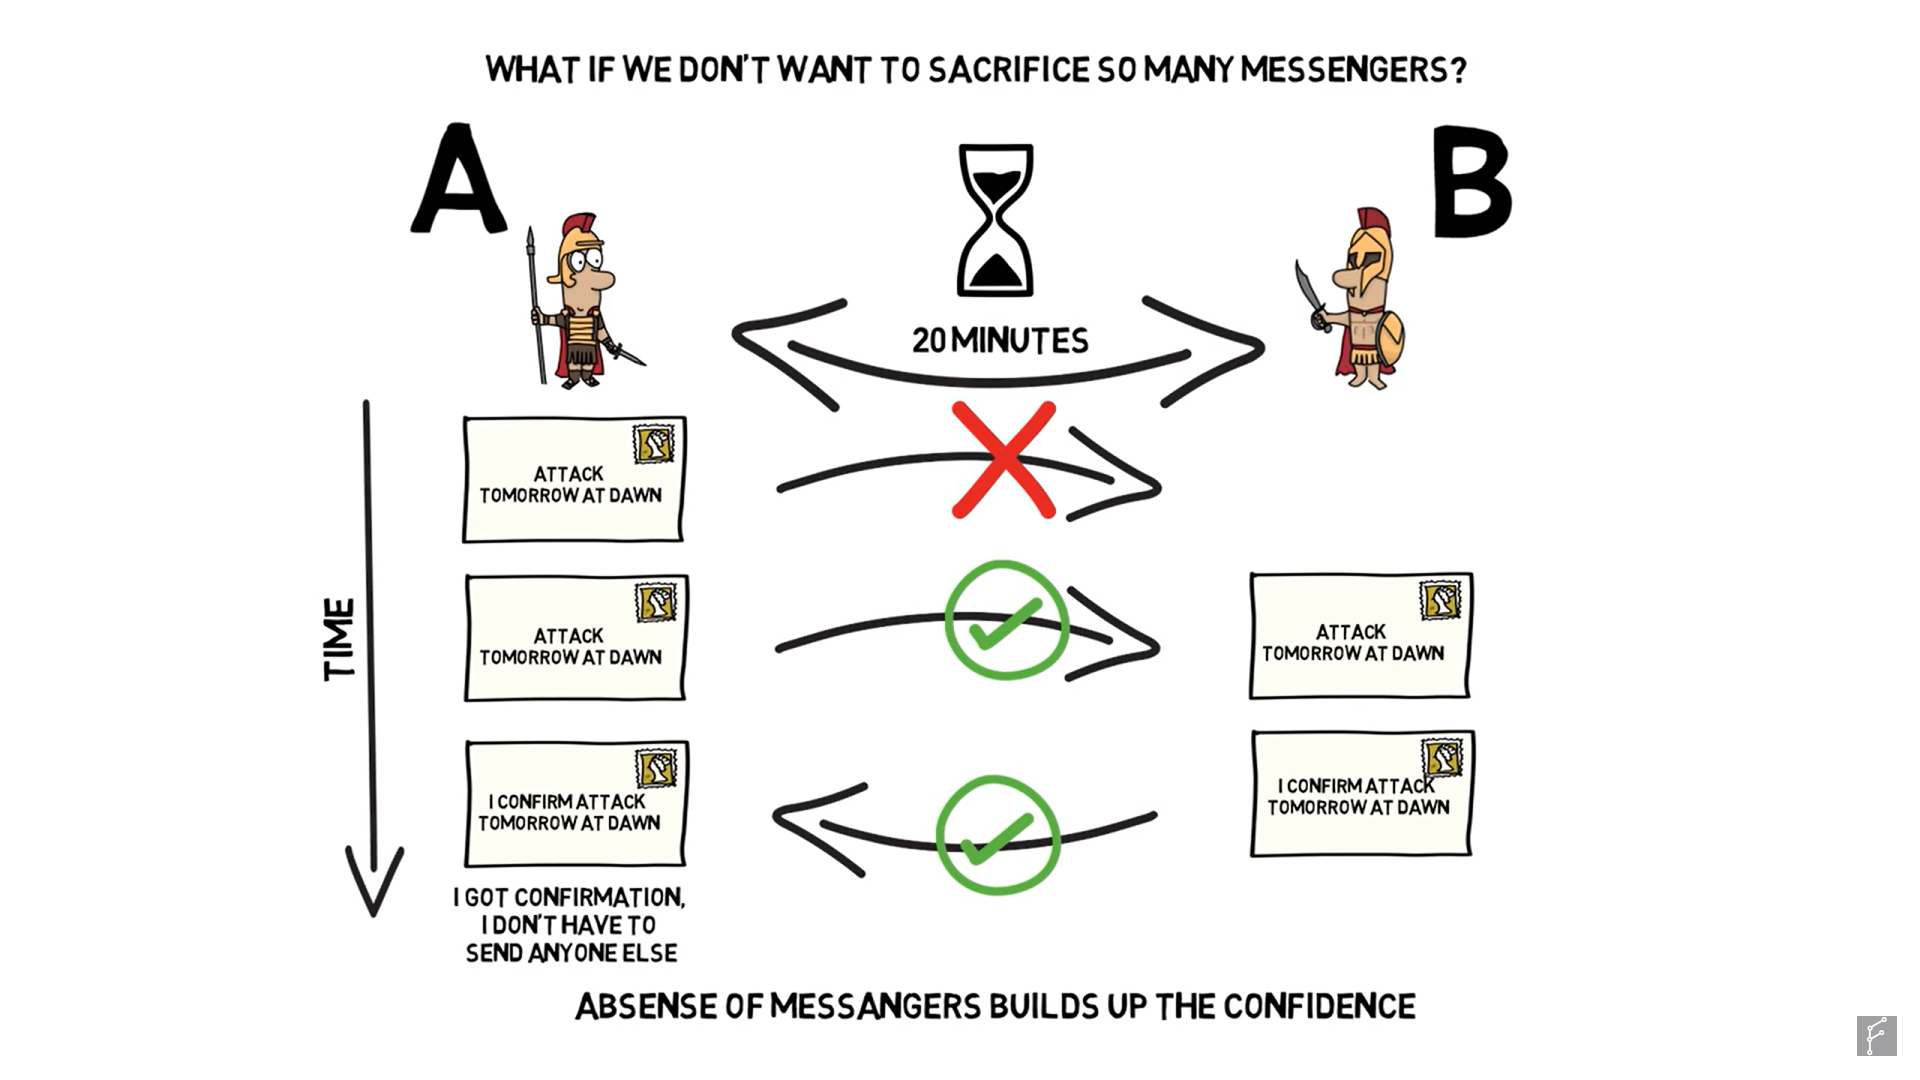 WHAT IF WE DON'T WANT TO SACRIFICE SO MANY MESSENGERS?
A
B
20 MINUTES
TIME
ATTACK
TOMORROW AT DAWN
ATTACK
TOMORROW AT DAWN
ATTACK
TOMORROW AT DAWN
I CONFIRM ATTACK
TOMORROW AT DAWN
I CONFIRM ATTACK
TOMORROW AT DAWN
I GOT CONFIRMATION,
I DON'T HAVE TO
SEND ANYONE ELSE
ABSENSE OF MESSANGERS BUILDS UP THE CONFIDENCE